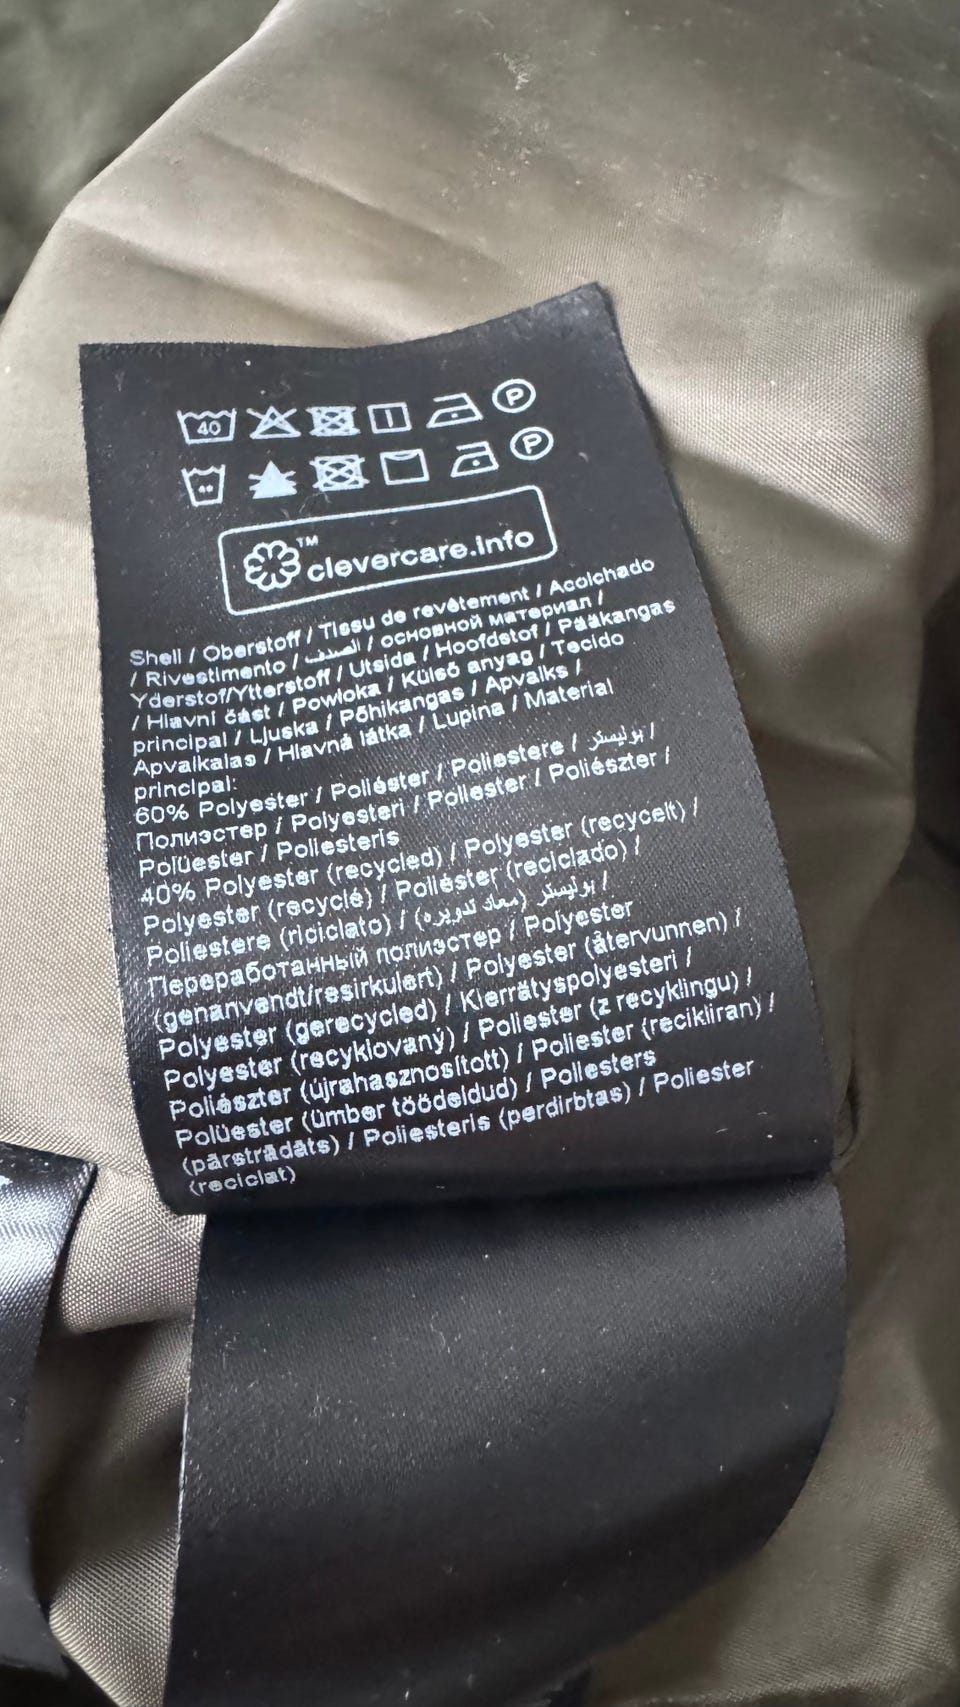 40 P
P
™ clevercare.info
Shell / Oberstoff / Tissu de revêtement / Acolchado
/ Rivestimento / الصدف / основной материал /
Yderstof/Ytterstoff / Utsida / Hoofdstof / Pääkangas
/ Hlavní část / Powłoka / Külső anyag / Tecido
principal / Ljuska / Põhikangas / Apvalks /
Apvalkalas / Hlavná látka / Lupina / Material
principal:
60% Polyester / Poliéster / Poliestere / بوليستر /
Полиэстер / Polyesteri / Poliester / Poliészter /
Polüester / Poliesteris
40% Polyester (recycled) / Polyester (recycelt) /
Polyester (recyclé) / Poliéster (reciclado) /
Poliestere (riciclato) / بوليستر (معاد تدويره) /
Переработанный полиэстер / Polyester
(genanvendt/resirkulert) / Polyester (återvunnen) /
Polyester (gerecycled) / Kierrätyspolyesteri /
Polyester (recyklovaný) / Poliester (z recyklingu) /
Poliészter (újrahasznosított) / Poliester (recikliran) /
Polüester (ümber töödeldud) / Poliesters
(pārstrādāts) / Poliesteris (perdirbtas) / Poliester
(reciclat)